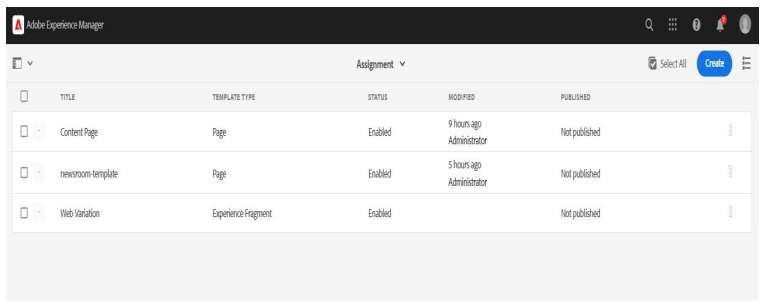 Adobe Experience Manager
Assignment
Select All
Create
TITLE TEMPLATE TYPE STATUS MODIFIED PUBLISHED
Content Page Page Enabled 9 hours ago Administrator Not published
newsroom-template Page Enabled 5 hours ago Administrator Not published
Web Variation Experience Fragment Enabled Not published